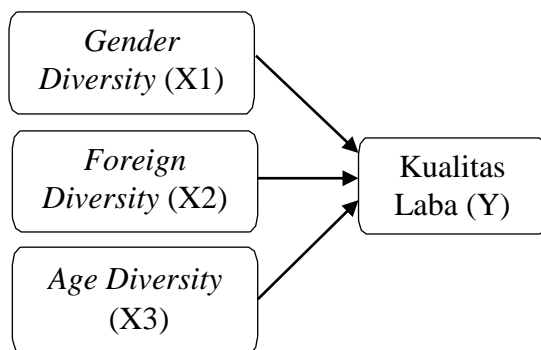 Gender
Diversity (X1)
Foreign
Diversity (X2)
Kualitas
Laba (Y)
Age Diversity
(X3)